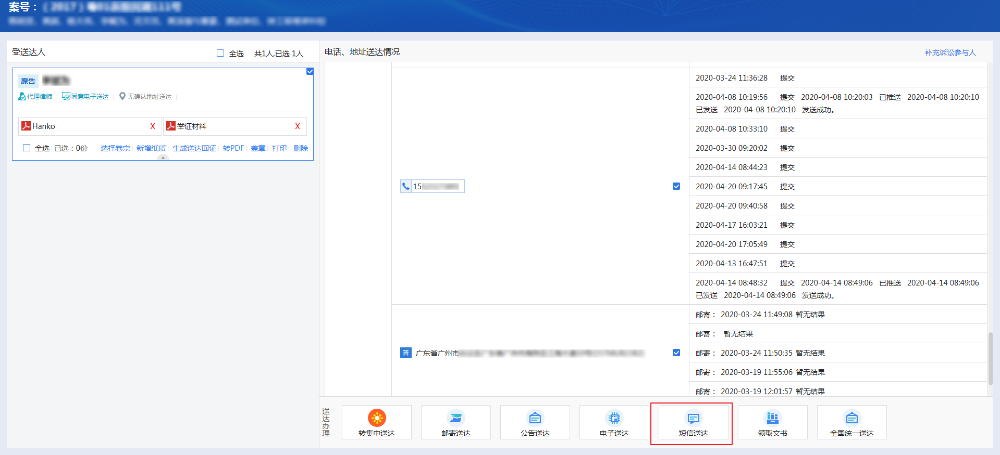 案号：
受送达人
全选 共1人,已选 1人
原告
代理律师 同意电子送达 无确认地址送达
Hanko X 举证材料 X
全选 已选：0份 选择卷宗 新增纸质 生成送达回证 转PDF 盖章 打印 删除
电话、地址送达情况
补充诉讼参与人
15
2020-03-24 11:36:28 提交
2020-04-08 10:19:56 提交 2020-04-08 10:20:03 已推送 2020-04-08 10:20:10
已发送 2020-04-08 10:20:10 发送成功。
2020-04-08 10:33:10 提交
2020-03-30 09:20:02 提交
2020-04-14 08:44:23 提交
2020-04-20 09:17:45 提交
2020-04-20 09:40:58 提交
2020-04-17 16:03:21 提交
2020-04-20 17:05:49 提交
2020-04-13 16:47:51 提交
2020-04-14 08:48:32 提交 2020-04-14 08:49:06 已推送 2020-04-14 08:49:06
已发送 2020-04-14 08:49:06 发送成功。
普 广东省广州市
邮寄： 2020-03-24 11:49:08 暂无结果
邮寄： 暂无结果
邮寄： 2020-03-24 11:50:35 暂无结果
邮寄： 2020-03-19 11:55:06 暂无结果
邮寄： 2020-03-19 12:01:57 暂无结果
送达办理
转集中送达 邮寄送达 公告送达 电子送达 短信送达 领取文书 全国统一送达